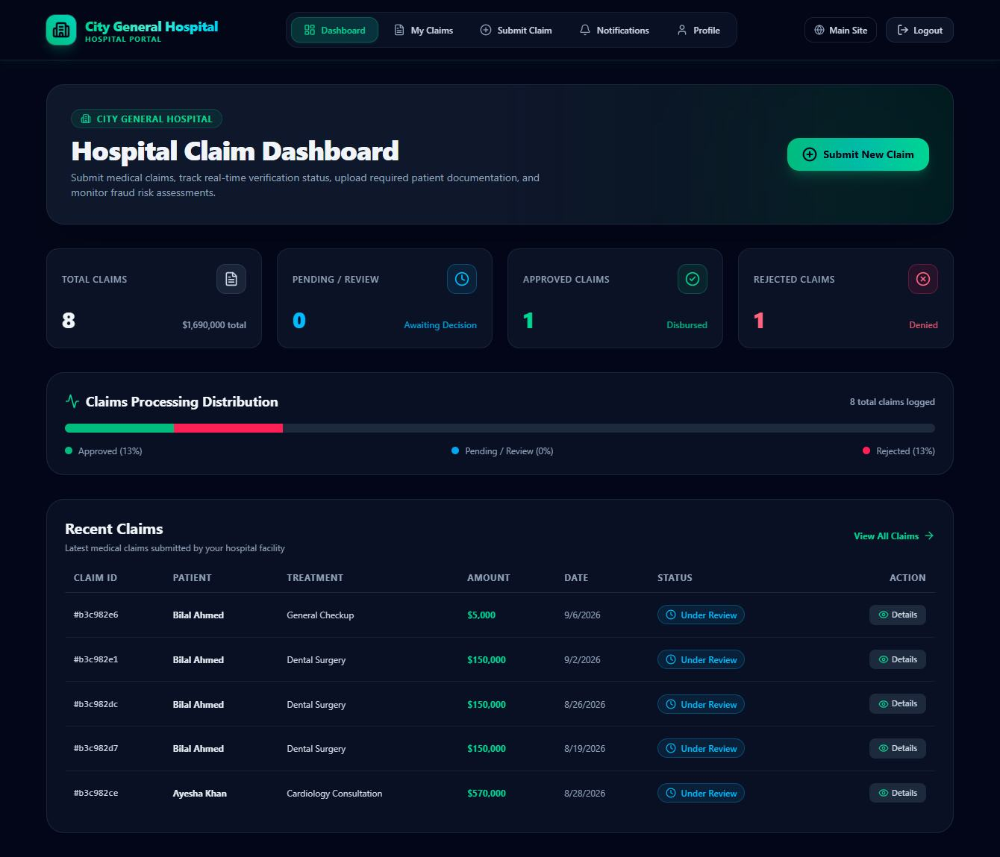 City General Hospital
HOSPITAL PORTAL
Dashboard
My Claims
Submit Claim
Notifications
Profile
Main Site
Logout
CITY GENERAL HOSPITAL
Hospital Claim Dashboard
Submit medical claims, track real-time verification status, upload required patient documentation, and
monitor fraud risk assessments.
Submit New Claim
TOTAL CLAIMS
8
$1,690,000 total
PENDING / REVIEW
0
Awaiting Decision
APPROVED CLAIMS
1
Disbursed
REJECTED CLAIMS
1
Denied
Claims Processing Distribution
8 total claims logged
Approved (13%)
Pending / Review (0%)
Rejected (13%)
Recent Claims
Latest medical claims submitted by your hospital facility
View All Claims
CLAIM ID PATIENT TREATMENT AMOUNT DATE STATUS ACTION
#b3c982e6 Bilal Ahmed General Checkup $5,000 9/6/2026 Under Review Details
#b3c982e1 Bilal Ahmed Dental Surgery $150,000 9/2/2026 Under Review Details
#b3c982dc Bilal Ahmed Dental Surgery $150,000 8/26/2026 Under Review Details
#b3c982d7 Bilal Ahmed Dental Surgery $150,000 8/19/2026 Under Review Details
#b3c982ce Ayesha Khan Cardiology Consultation $570,000 8/28/2026 Under Review Details